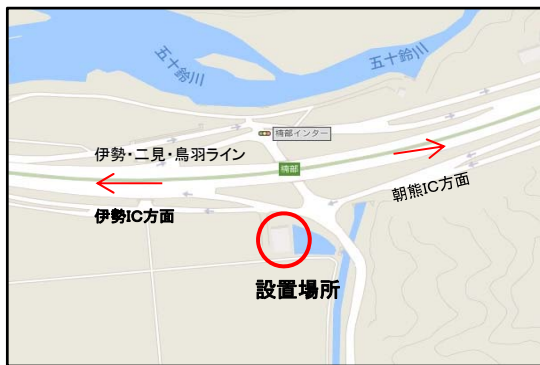 五十鈴川
五十鈴川
楠部インター
伊勢・二見・鳥羽ライン
楠部
朝熊IC方面
伊勢IC方面
設置場所